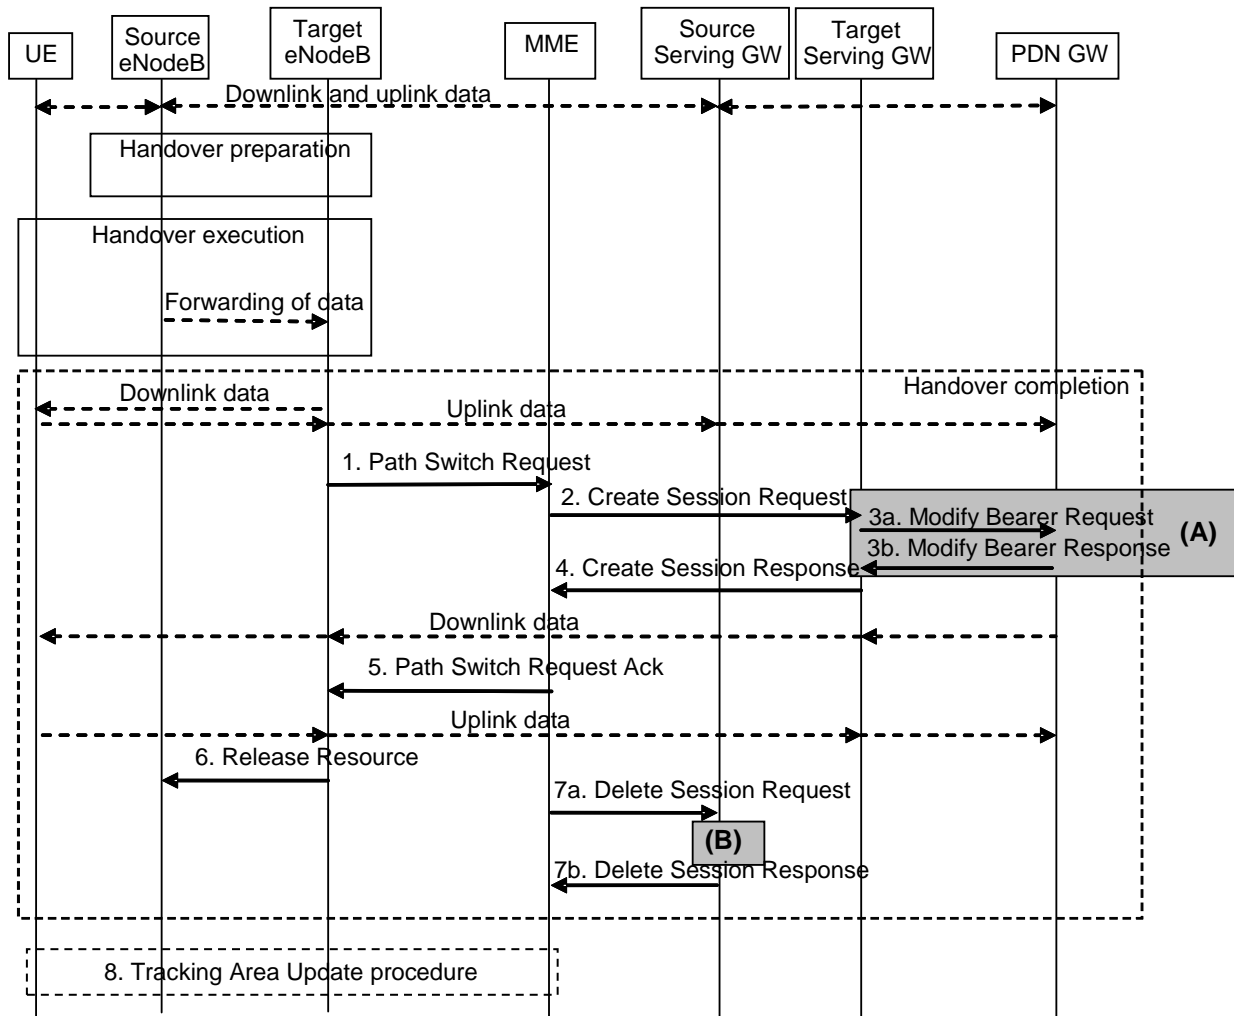 UE
Source
eNodeB
Target
eNodeB
MME
Source
Serving GW
Target
Serving GW
PDN GW
Downlink and uplink data
Handover preparation
Handover execution
Forwarding of data
Handover completion
Downlink data
Uplink data
1. Path Switch Request
2. Create Session Request
3a. Modify Bearer Request
(A)
3b. Modify Bearer Response
4. Create Session Response
Downlink data
5. Path Switch Request Ack
Uplink data
6. Release Resource
7a. Delete Session Request
(B)
7b. Delete Session Response
8. Tracking Area Update procedure